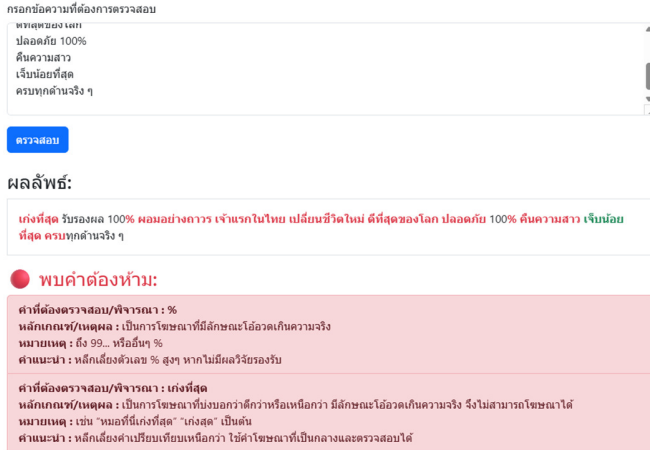 กรอกข้อความที่ต้องการตรวจสอบ
ดีที่สุดของโลก
ปลอดภัย 100%
คืนความสาว
เจ็บน้อยที่สุด
ครบทุกด้านจริง ๆ
ตรวจสอบ
ผลลัพธ์:
เก่งที่สุด รับรองผล 100% ผอมอย่างถาวร เจ้าแรกในไทย เปลี่ยนชีวิตใหม่ ดีที่สุดของโลก ปลอดภัย 100% คืนความสาว เจ็บน้อย
ที่สุด ครบทุกด้านจริง ๆ
พบคำต้องห้าม:
คำที่ต้องตรวจสอบ/พิจารณา : %
หลักเกณฑ์/เหตุผล : เป็นการโฆษณาที่มีลักษณะโอ้อวดเกินความจริง
หมายเหตุ : ถึง 99... หรืออื่นๆ %
คำแนะนำ : หลีกเลี่ยงตัวเลข % สูงๆ หากไม่มีผลวิจัยรองรับ
คำที่ต้องตรวจสอบ/พิจารณา : เก่งที่สุด
หลักเกณฑ์/เหตุผล : เป็นการโฆษณาที่บ่งบอกว่าดีกว่าหรือเหนือกว่า มีลักษณะโอ้อวดเกินความจริง จึงไม่สามารถโฆษณาได้
หมายเหตุ : เช่น "หมอที่นี่เก่งที่สุด" "เก่งสุด" เป็นต้น
คำแนะนำ : หลีกเลี่ยงคำเปรียบเทียบเหนือกว่า ใช้คำโฆษณาที่เป็นกลางและตรวจสอบได้